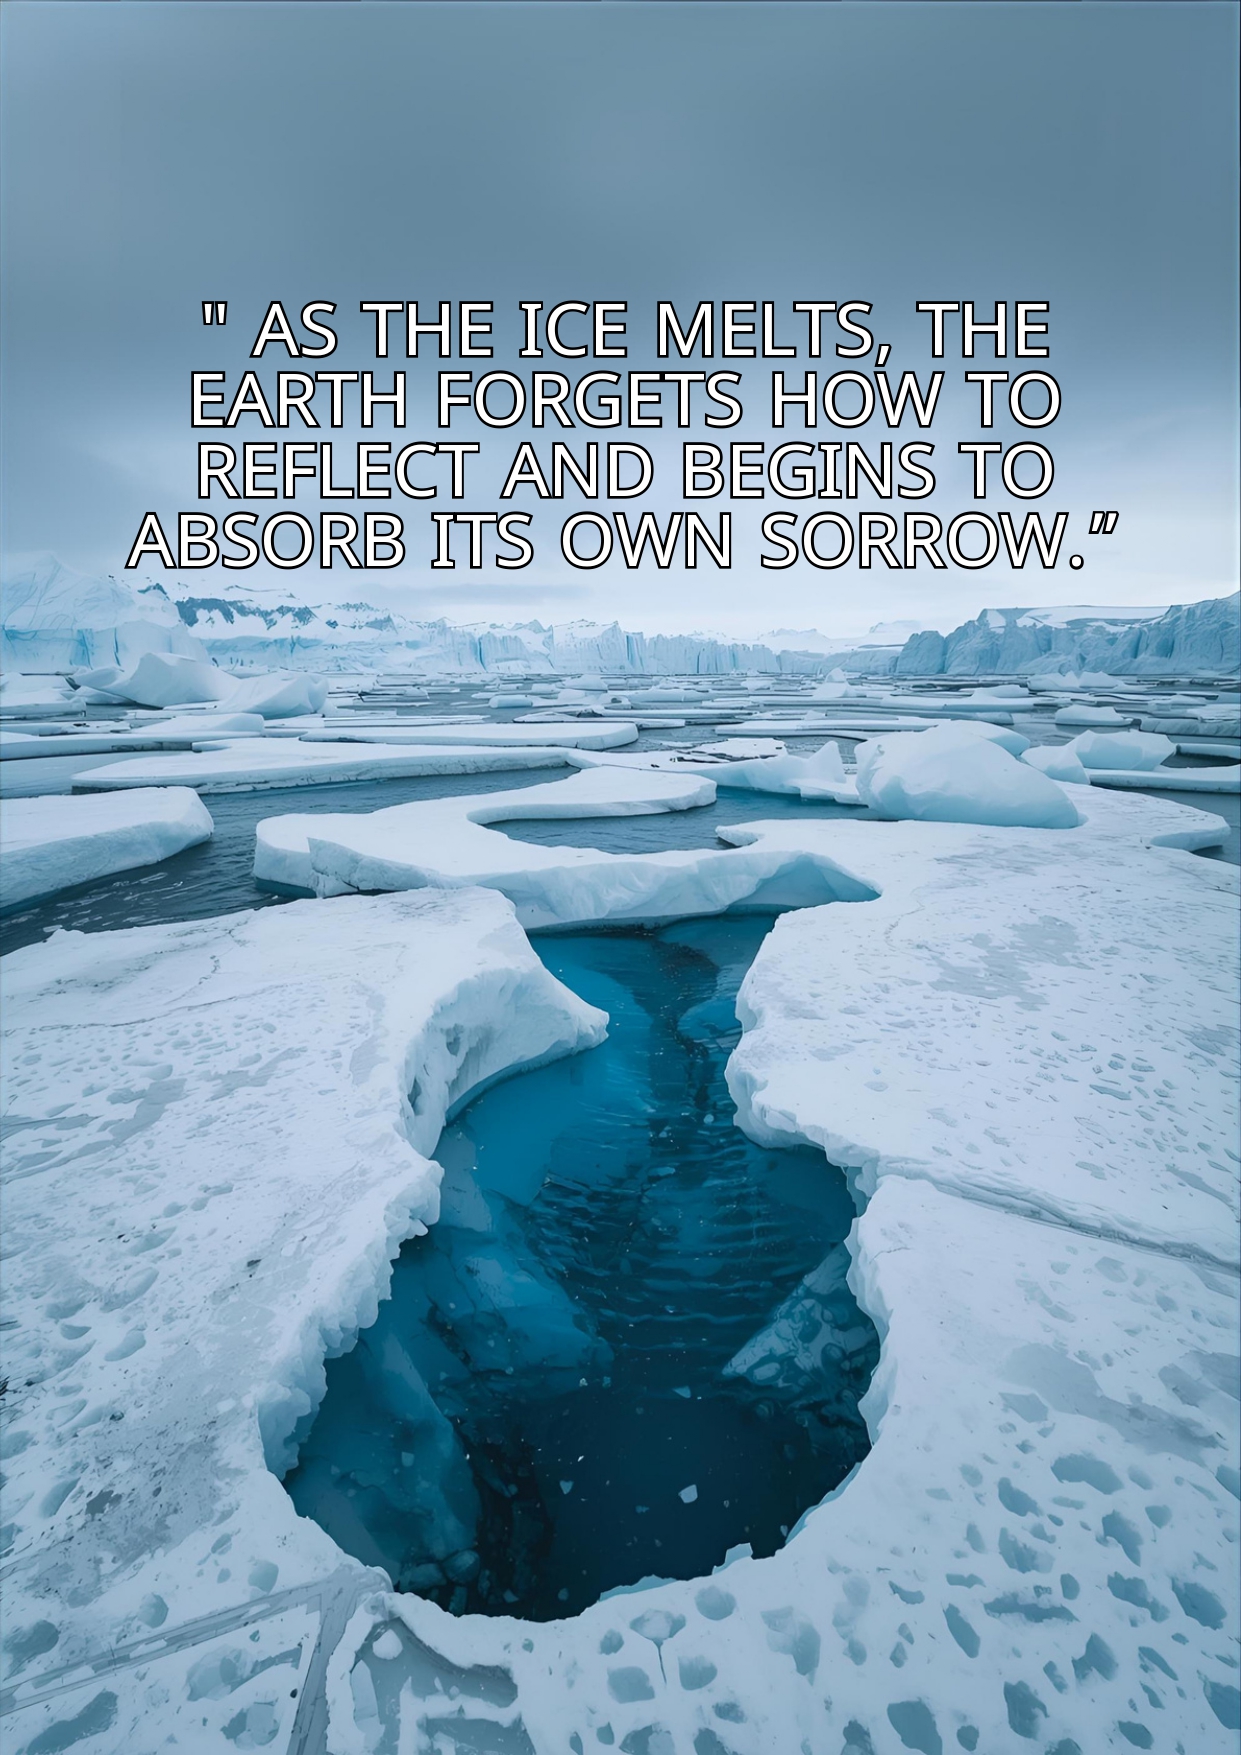 " AS THE ICE MELTS, THE
EARTH FORGETS HOW TO
REFLECT AND BEGINS TO
ABSORB ITS OWN SORROW.”